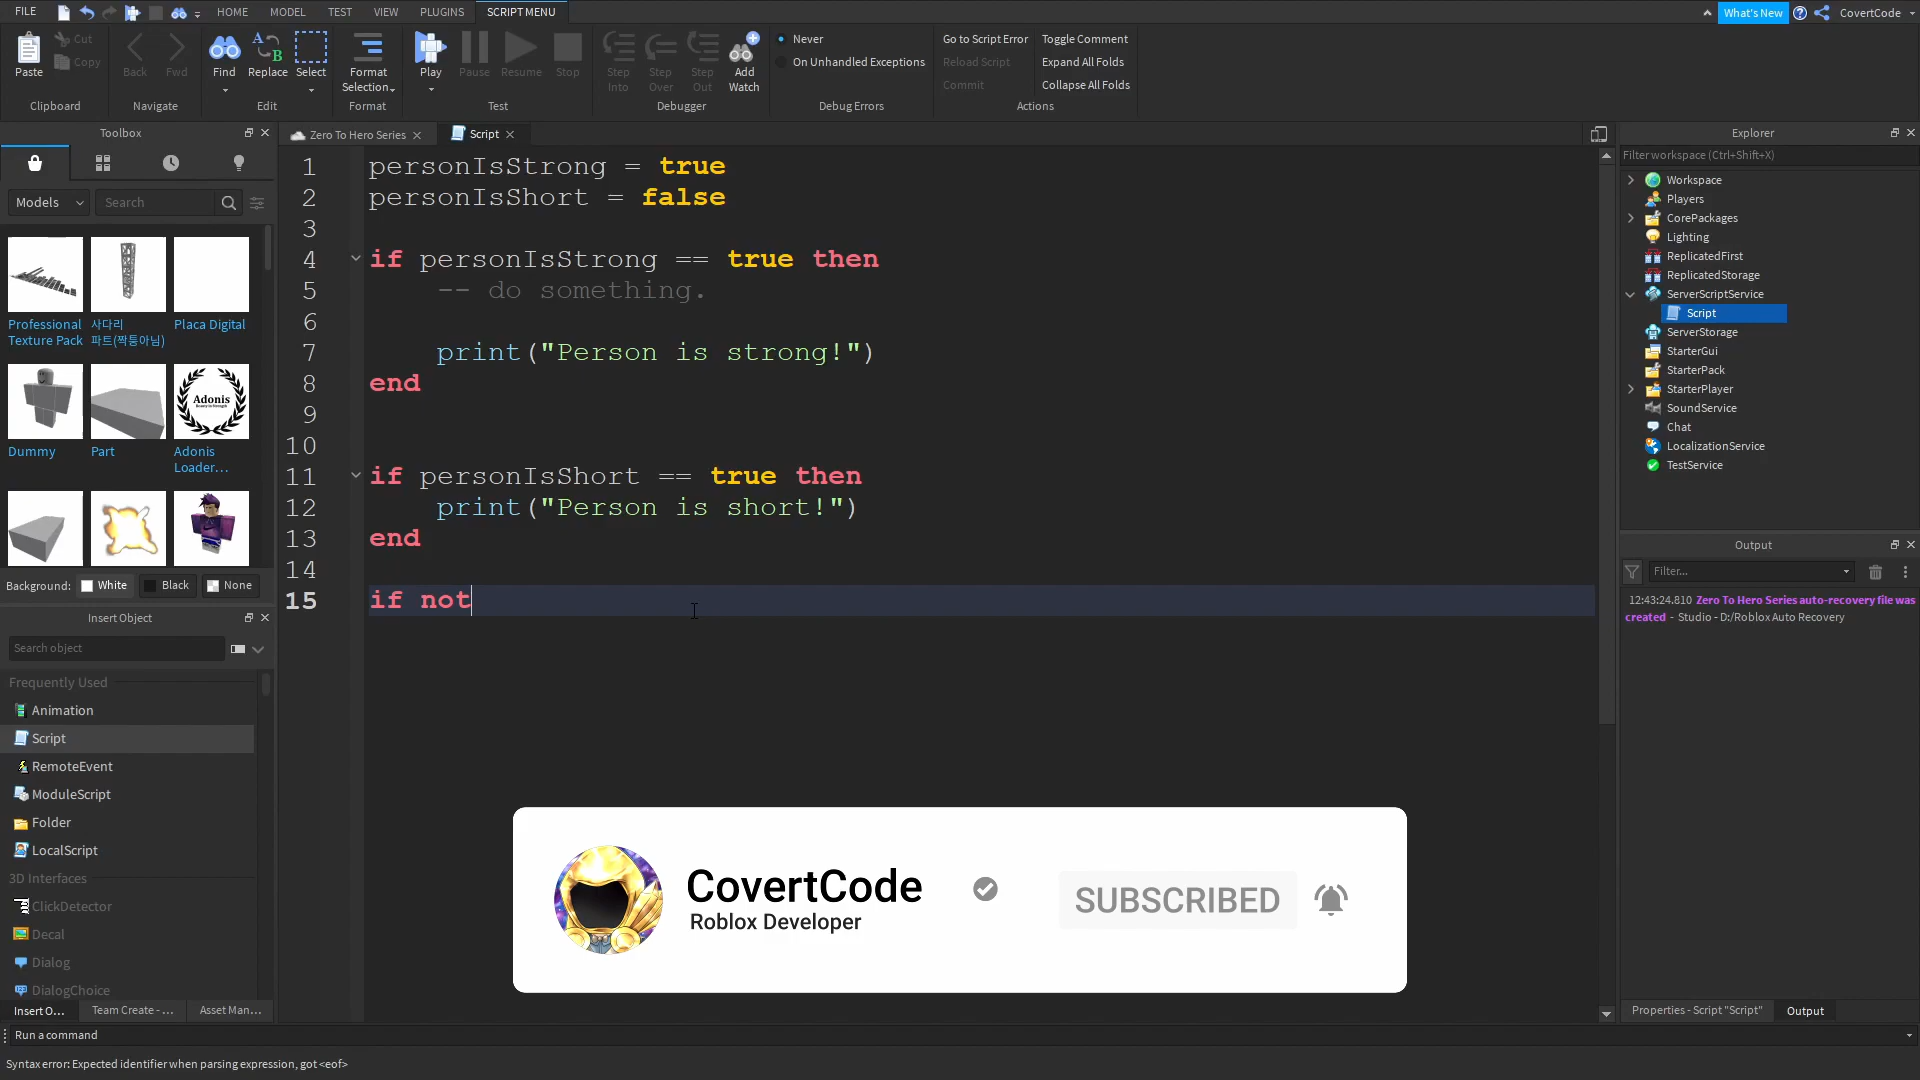 FILE HOME MODEL TEST VIEW PLUGINS SCRIPT MENU What's New CovertCode
Paste Cut Copy Clipboard
Back Fwd Navigate
Find Replace Select Edit
Format Selection Format
Play Pause Resume Stop Test
Step Into Step Over Step Out Add Watch Debugger
Never
On Unhandled Exceptions
Debug Errors
Go to Script Error Toggle Comment
Reload Script Expand All Folds
Commit Collapse All Folds
Actions
Toolbox
Models Search
Professional Texture Pack
사다리 파트(짝퉁아님)
Placa Digital
Adonis
Dummy
Part
Adonis Loader...
Background: White Black None
Insert Object
Search object
Frequently Used
Animation
Script
RemoteEvent
ModuleScript
Folder
LocalScript
3D Interfaces
ClickDetector
Decal
Dialog
DialogChoice
Insert O... Team Create - ... Asset Man...
Zero To Hero Series Script
1 personIsStrong = true
2 personIsShort = false
3
4 if personIsStrong == true then
5 -- do something.
6
7 print("Person is strong!")
8 end
9
10
11 if personIsShort == true then
12 print("Person is short!")
13 end
14
15 if not
CovertCode
Roblox Developer
SUBSCRIBED
Explorer
Filter workspace (Ctrl+Shift+X)
Workspace
Players
CorePackages
Lighting
ReplicatedFirst
ReplicatedStorage
ServerScriptService
Script
ServerStorage
StarterGui
StarterPack
StarterPlayer
SoundService
Chat
LocalizationService
TestService
Output
Filter...
12:43:24.810 Zero To Hero Series auto-recovery file was
created - Studio - D:/Roblox Auto Recovery
Properties - Script "Script" Output
Run a command
Syntax error: Expected identifier when parsing expression, got <eof>